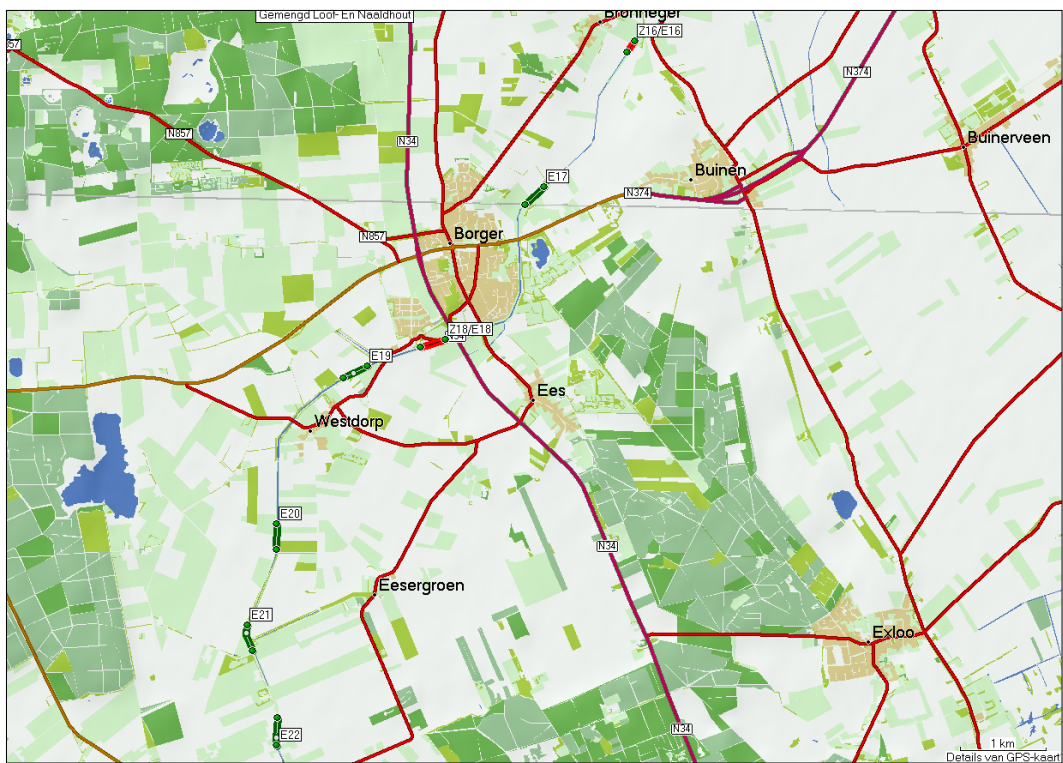 Gemengd Loof- En Naaldhout
Bronneger
Z16/E16
857
N374
N34
N857
Buinerveen
Buinen
E17
N374
N857
Borger
Z18/E18
N34
E19
Ees
Westdorp
E20
N34
Eesergroen
E21
Exloo
E22
N34
1 km
Details van GPS-kaart